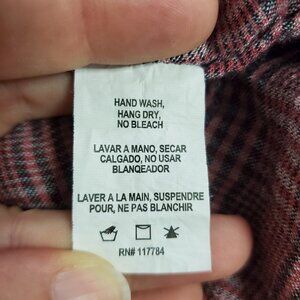 HAND WASH,
HANG DRY,
NO BLEACH
LAVAR A MANO, SECAR
CALGADO, NO USAR
BLANQEADOR
LAVER A LA MAIN, SUSPENDRE
POUR, NE PAS BLANCHIR
RN# 117784